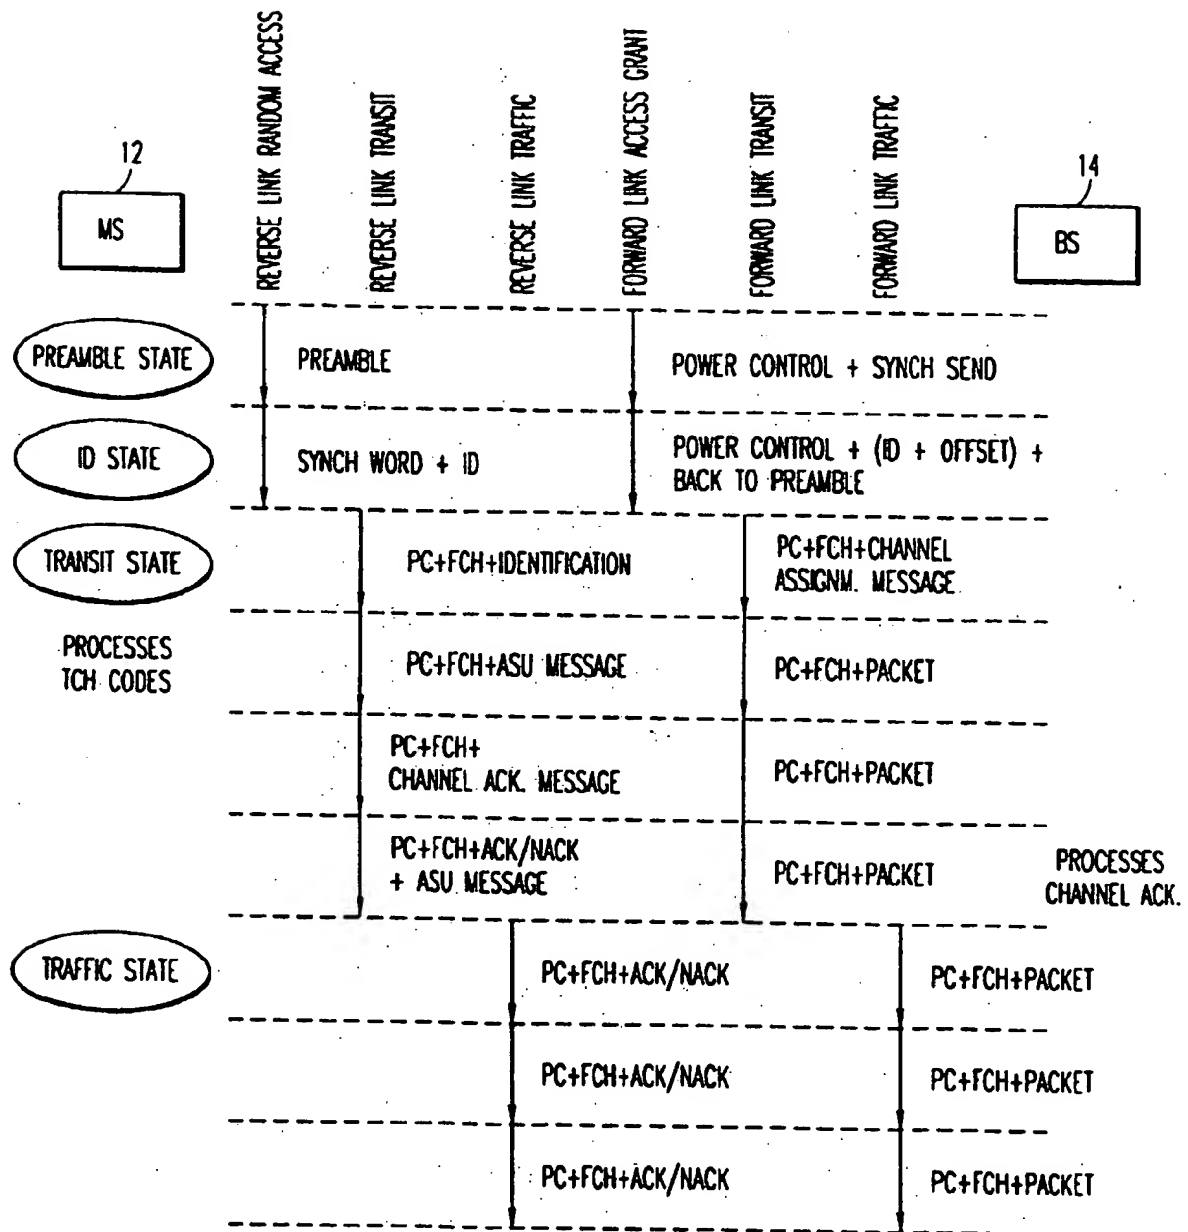 REVERSE LINK RANDOM ACCESS
REVERSE LINK TRANSIT
REVERSE LINK TRAFFIC
FORWARD LINK ACCESS GRANT
FORWARD LINK TRANSIT
FORWARD LINK TRAFFIC
12
MS
14
BS
PREAMBLE STATE
PREAMBLE
POWER CONTROL + SYNCH SEND
ID STATE
SYNCH WORD + ID
POWER CONTROL + (ID + OFFSET) +
BACK TO PREAMBLE
TRANSIT STATE
PC+FCH+IDENTIFICATION
PC+FCH+CHANNEL
ASSIGNM. MESSAGE
PROCESSES
TCH CODES
PC+FCH+ASU MESSAGE
PC+FCH+PACKET
PC+FCH+
CHANNEL ACK. MESSAGE
PC+FCH+PACKET
PC+FCH+ACK/NACK
+ ASU MESSAGE
PC+FCH+PACKET
PROCESSES
CHANNEL ACK.
TRAFFIC STATE
PC+FCH+ACK/NACK
PC+FCH+PACKET
PC+FCH+ACK/NACK
PC+FCH+PACKET
PC+FCH+ACK/NACK
PC+FCH+PACKET